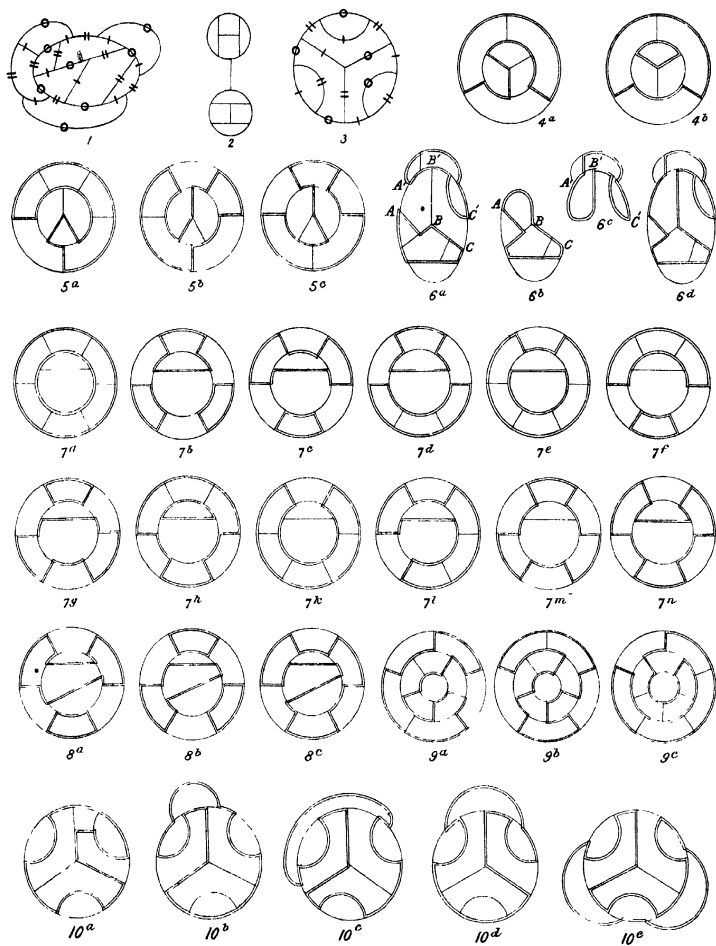 1 2 3 4a 4b
A' B' A B C' C A B C A' B' C'
5a 5b 5c 6a 6b 6c 6d
7a 7b 7c 7d 7e 7f
7g 7h 7k 7l 7m 7n
8a 8b 8c 9a 9b 9c
10a 10b 10c 10d 10e